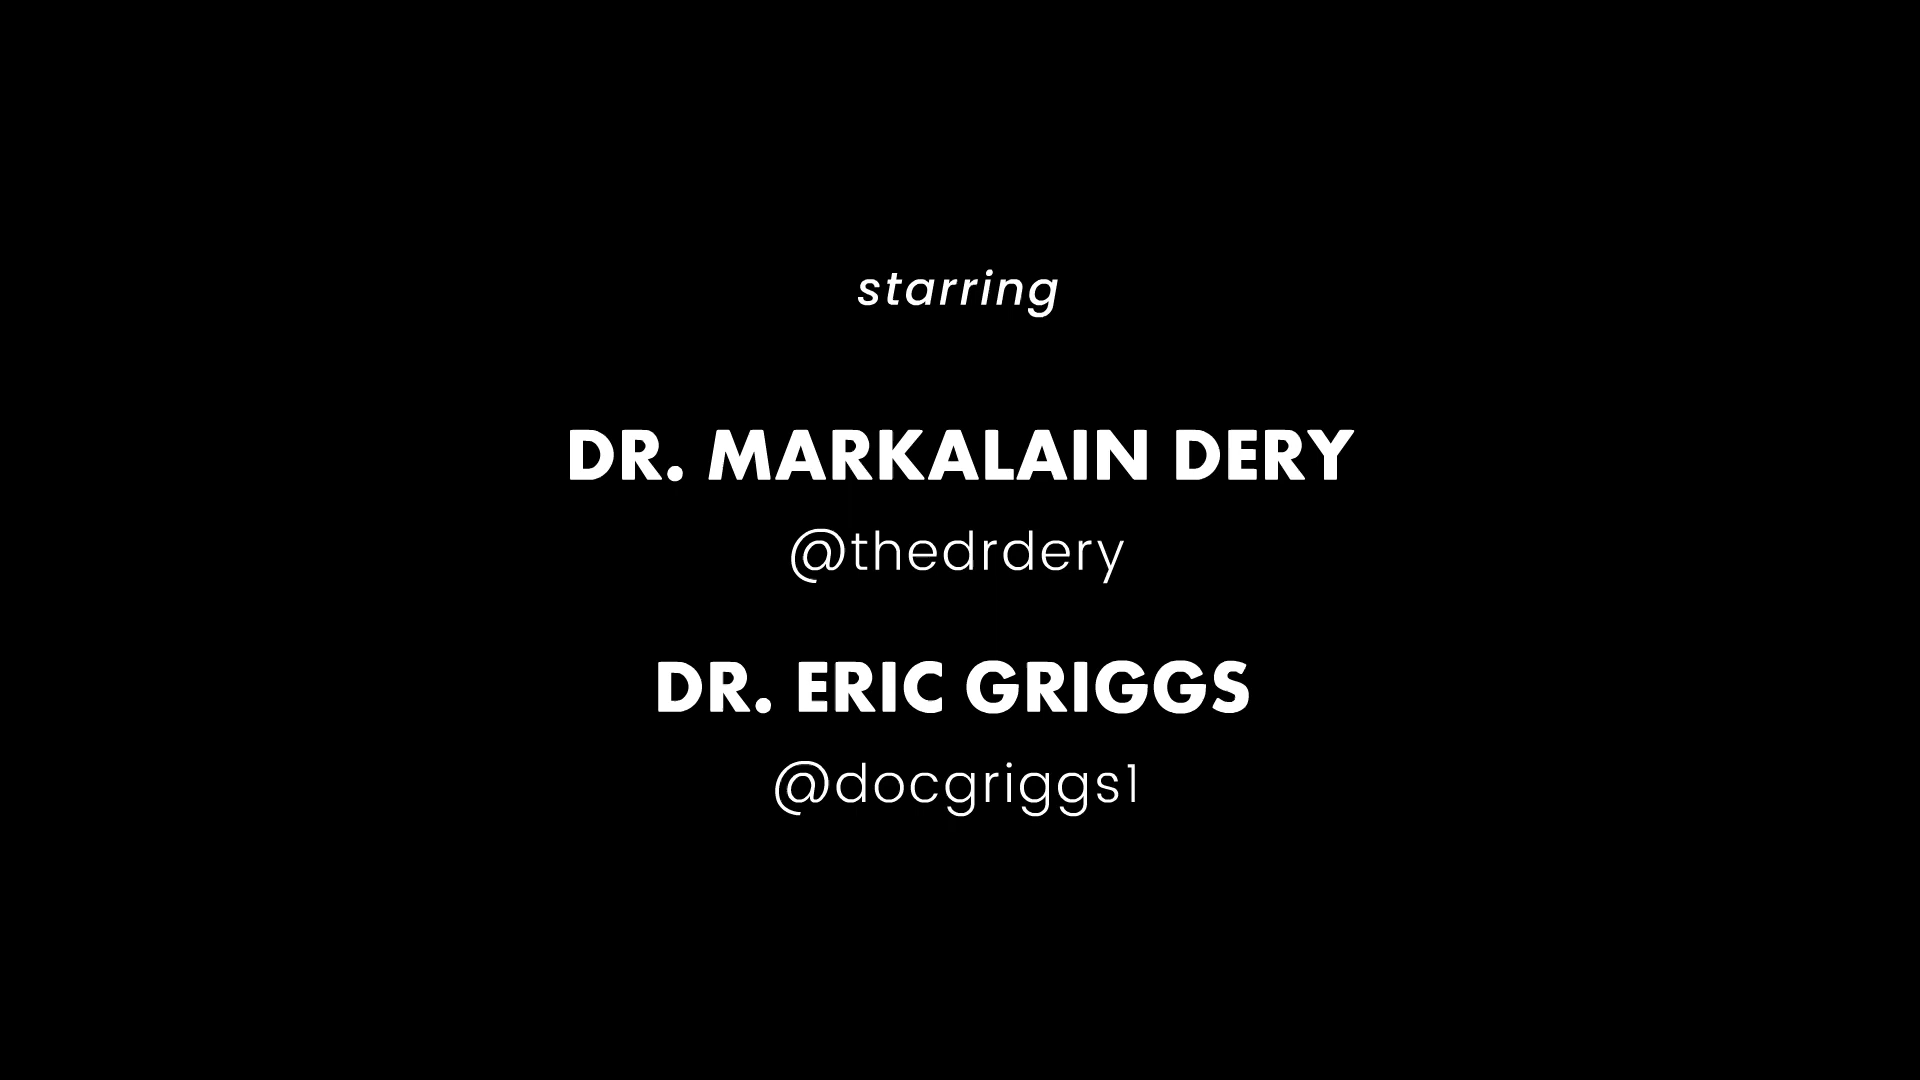 starring
DR. MARKALAIN DERY
@thedrdery
DR. ERIC GRIGGS
@docgriggs1